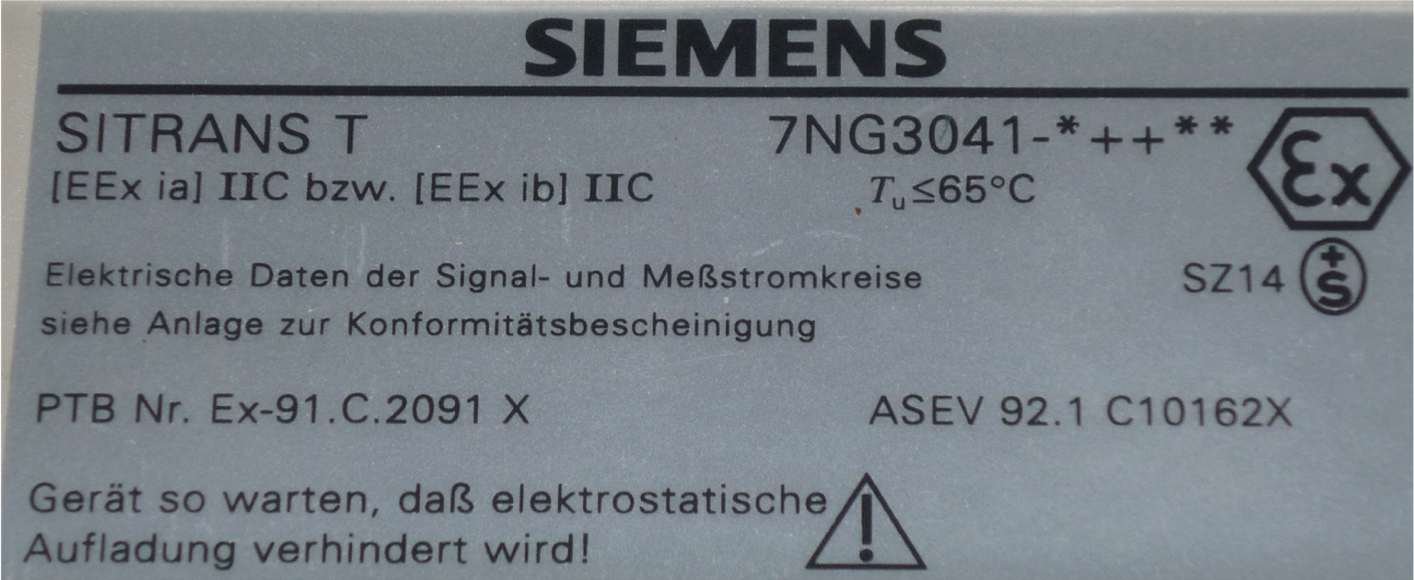 SIEMENS
SITRANS T 7NG3041-*++**
[EEx ia] IIC bzw. [EEx ib] IIC Tu≤65°C
Ex
Elektrische Daten der Signal- und Meßstromkreise SZ14 +S
siehe Anlage zur Konformitätsbescheinigung
PTB Nr. Ex-91.C.2091 X ASEV 92.1 C10162X
Gerät so warten, daß elektrostatische
Aufladung verhindert wird!